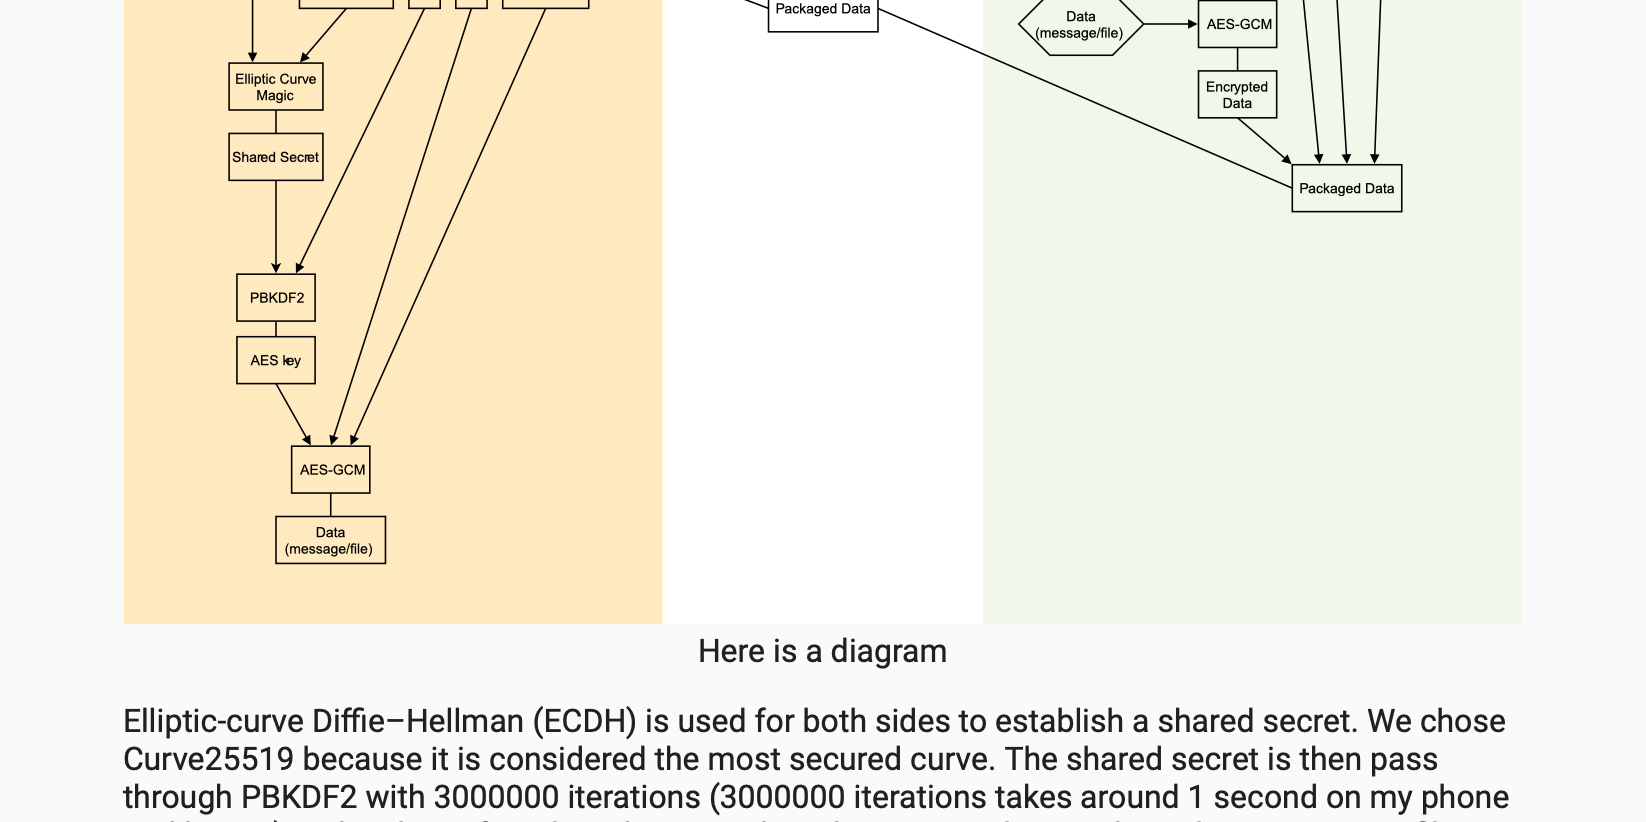 Packaged Data
Data
(message/file)
AES-GCM
Elliptic Curve
Magic
Encrypted
Data
Shared Secret
Packaged Data
PBKDF2
AES key
AES-GCM
Data
(message/file)
Here is a diagram
Elliptic-curve Diffie–Hellman (ECDH) is used for both sides to establish a shared secret. We chose
Curve25519 because it is considered the most secured curve. The shared secret is then pass
through PBKDF2 with 3000000 iterations (3000000 iterations takes around 1 second on my phone